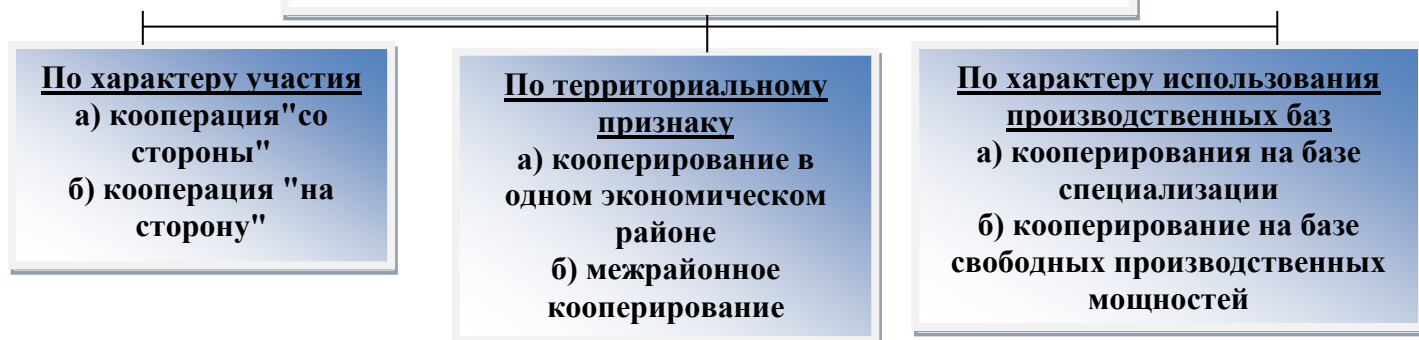 По характеру участия
а) кооперация"со
стороны"
б) кооперация "на
сторону"
По территориальному
признаку
а) кооперирование в
одном экономическом
районе
б) межрайонное
кооперирование
По характеру использования
производственных баз
а) кооперирования на базе
специализации
б) кооперирование на базе
свободных производственных
мощностей